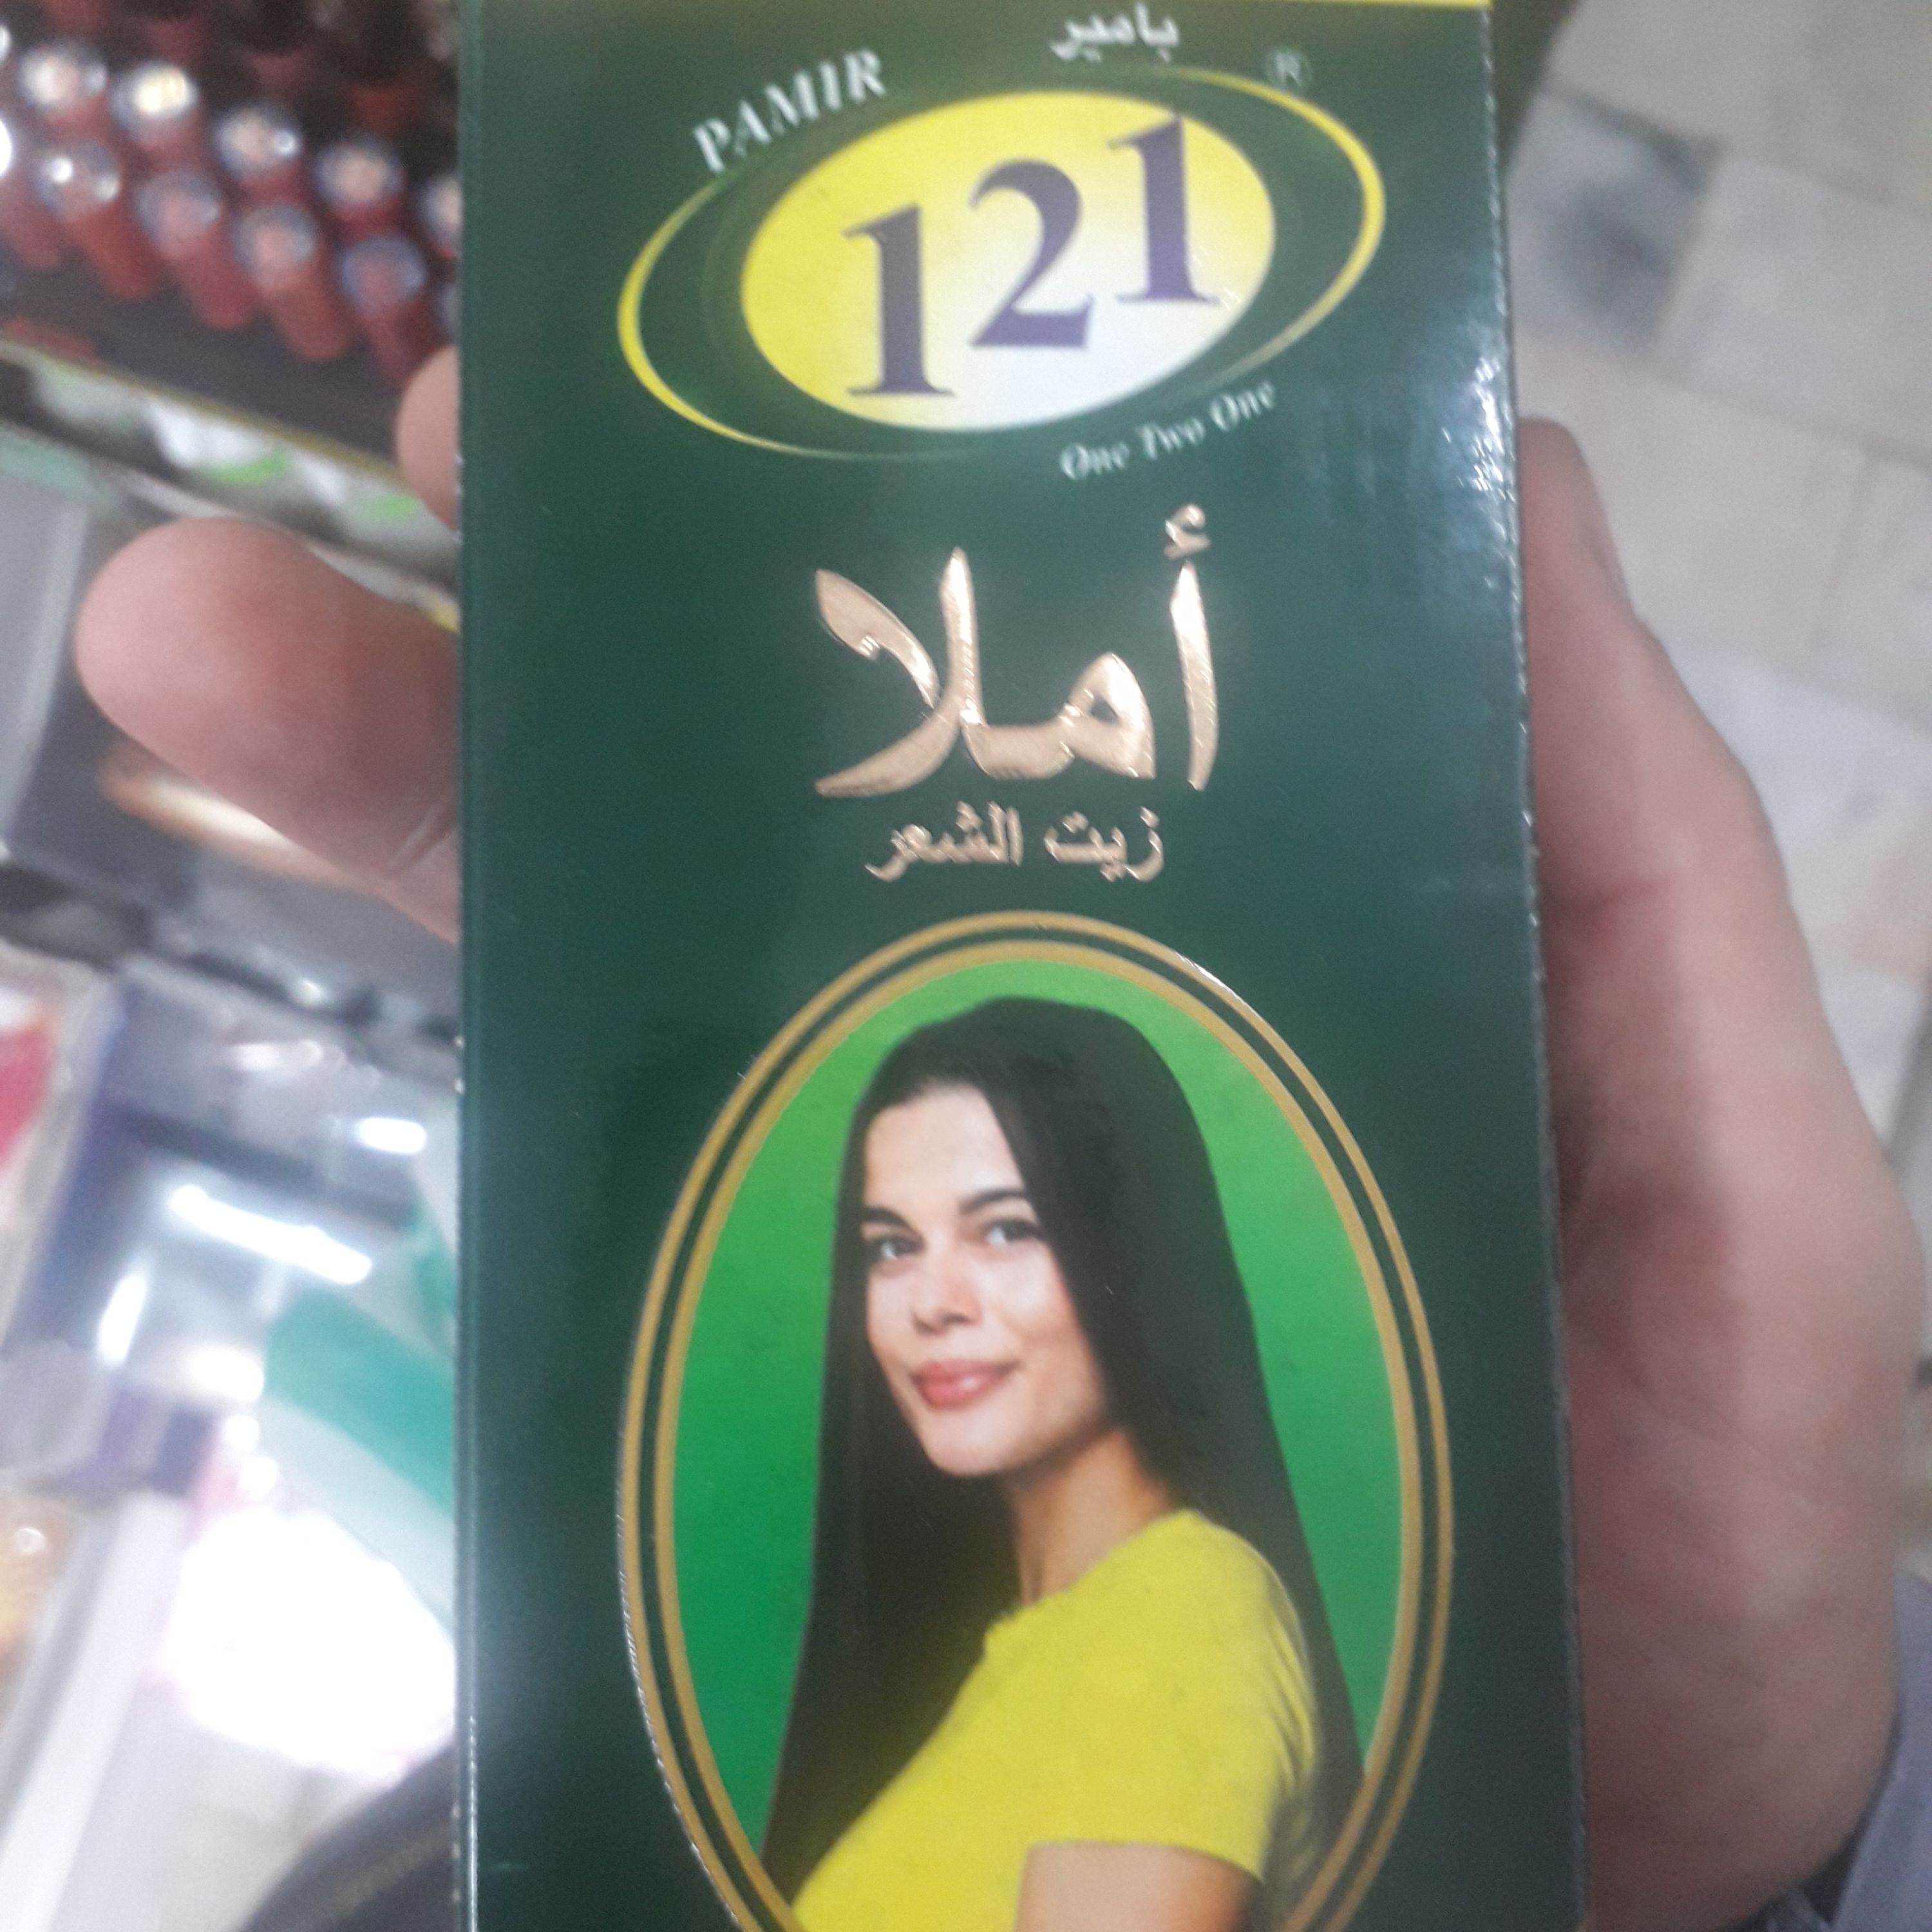 PAMIR
بامير
®
121
One Two One
أملا
زيت الشعر